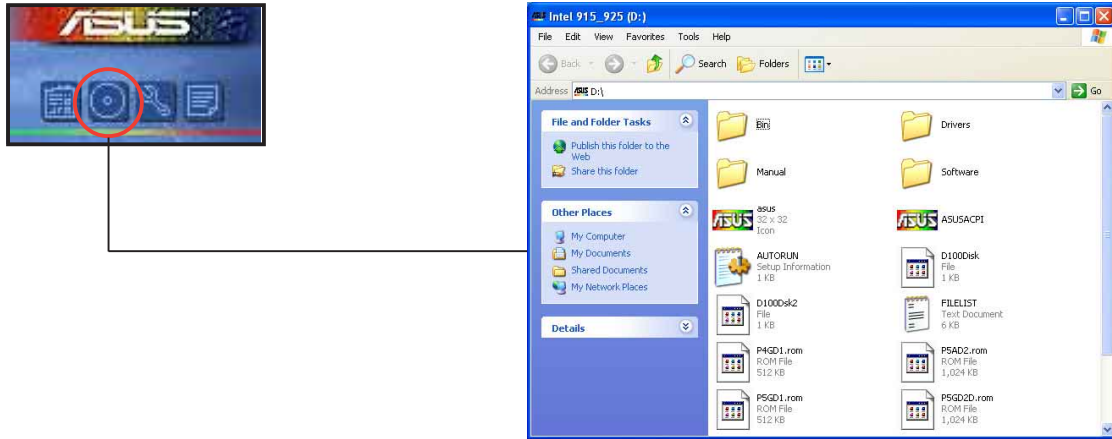 ASUS
Intel 915_925 (D:)
File Edit View Favorites Tools Help
Back Search Folders
Address D:\ Go
File and Folder Tasks
Publish this folder to the
Web
Share this folder
Other Places
My Computer
My Documents
Shared Documents
My Network Places
Details
Bin
Drivers
Manual
Software
ASUS
asus
32 x 32
Icon
ASUS
ASUSACPI
AUTORUN
Setup Information
1 KB
D100Disk
File
1 KB
D100Dsk2
File
1 KB
FILELIST
Text Document
6 KB
P4GD1.rom
ROM File
512 KB
P5AD2.rom
ROM File
1,024 KB
P5GD1.rom
ROM File
512 KB
P5GD2D.rom
ROM File
1,024 KB